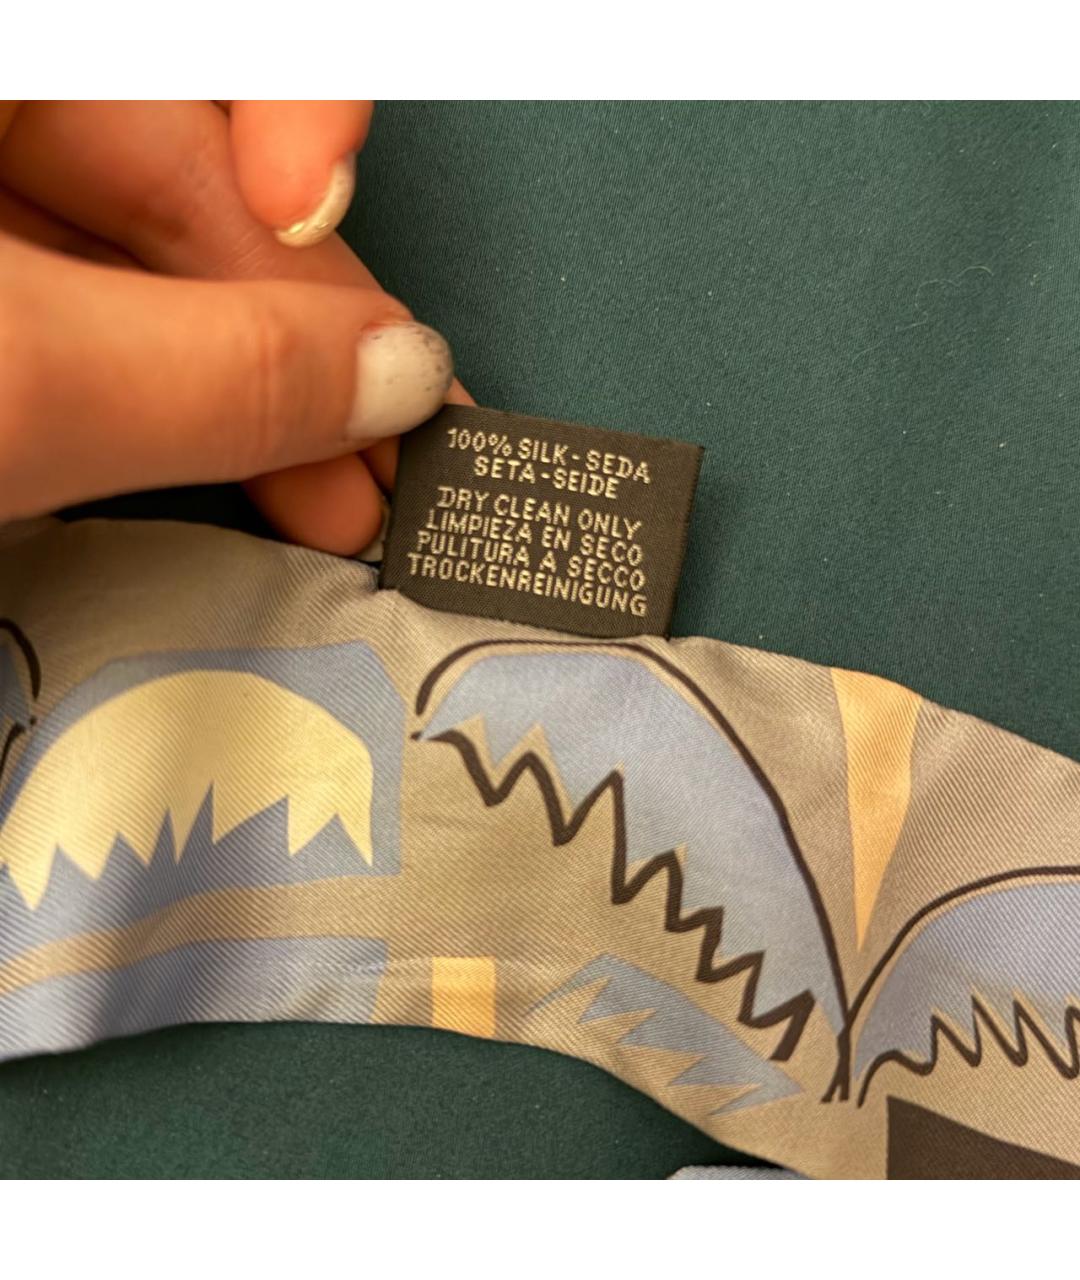 100% SILK-SEDA
SETA-SEIDE
DRY CLEAN ONLY
LIMPIEZA EN SECO
PULITURA A SECCO
TROCKENREINIGUNG